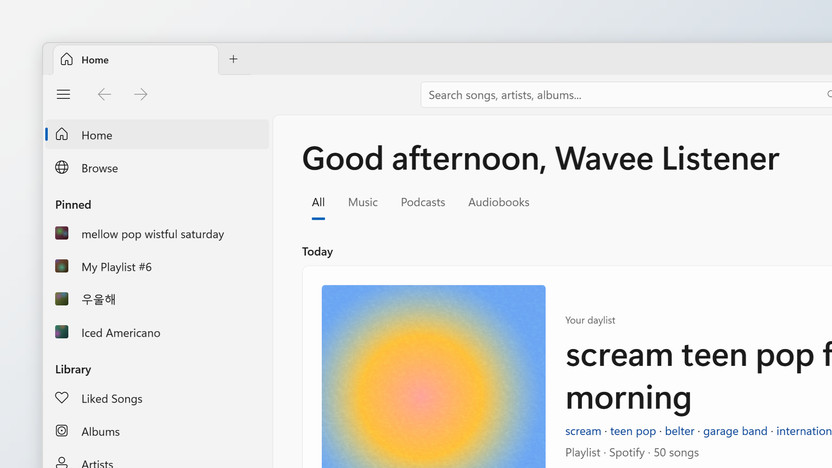 Home
Search songs, artists, albums...
Home
Browse
Pinned
mellow pop wistful saturday
My Playlist #6
우울해
Iced Americano
Library
Liked Songs
Albums
Artists
Good afternoon, Wavee Listener
All Music Podcasts Audiobooks
Today
Your daylist
scream teen pop f
morning
scream · teen pop · belter · garage band · internation
Playlist · Spotify · 50 songs